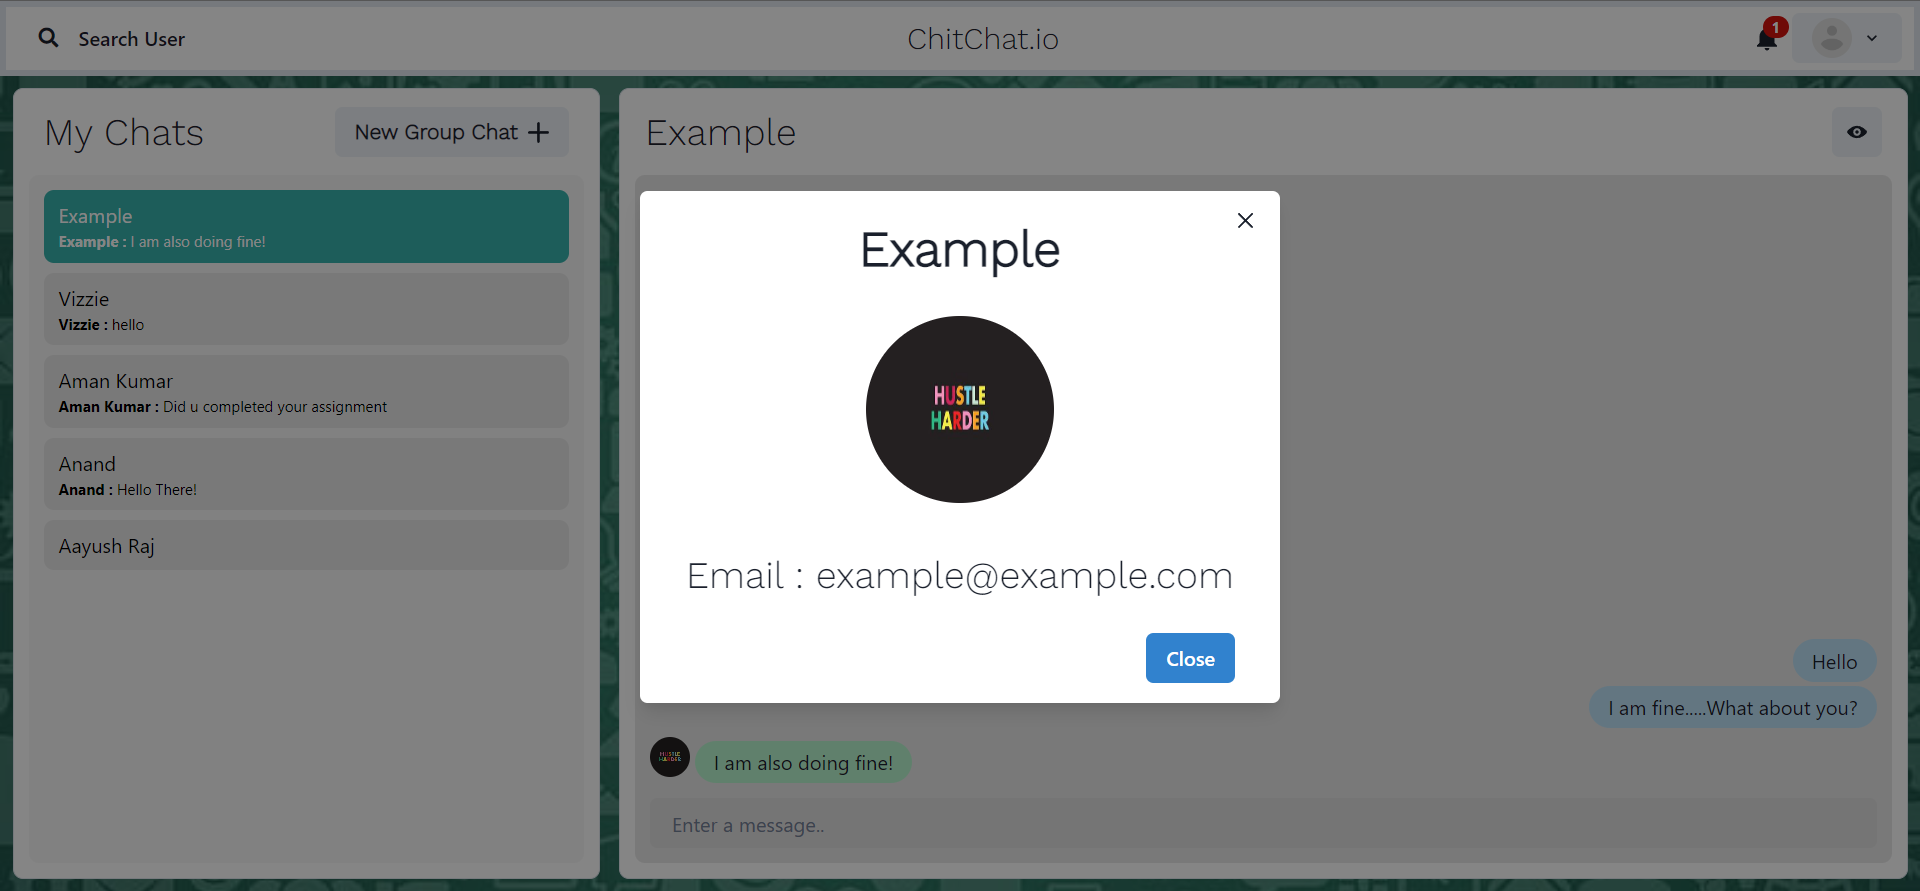 Search User
ChitChat.io
1
My Chats
New Group Chat
Example
Example : I am also doing fine!
Vizzie
Vizzie : hello
Aman Kumar
Aman Kumar : Did u completed your assignment
Anand
Anand : Hello There!
Aayush Raj
Example
Example
HUSTLE
HARDER
Email : example@example.com
Close
Hello
I am fine.....What about you?
HUSTLE
HARDER
I am also doing fine!
Enter a message..